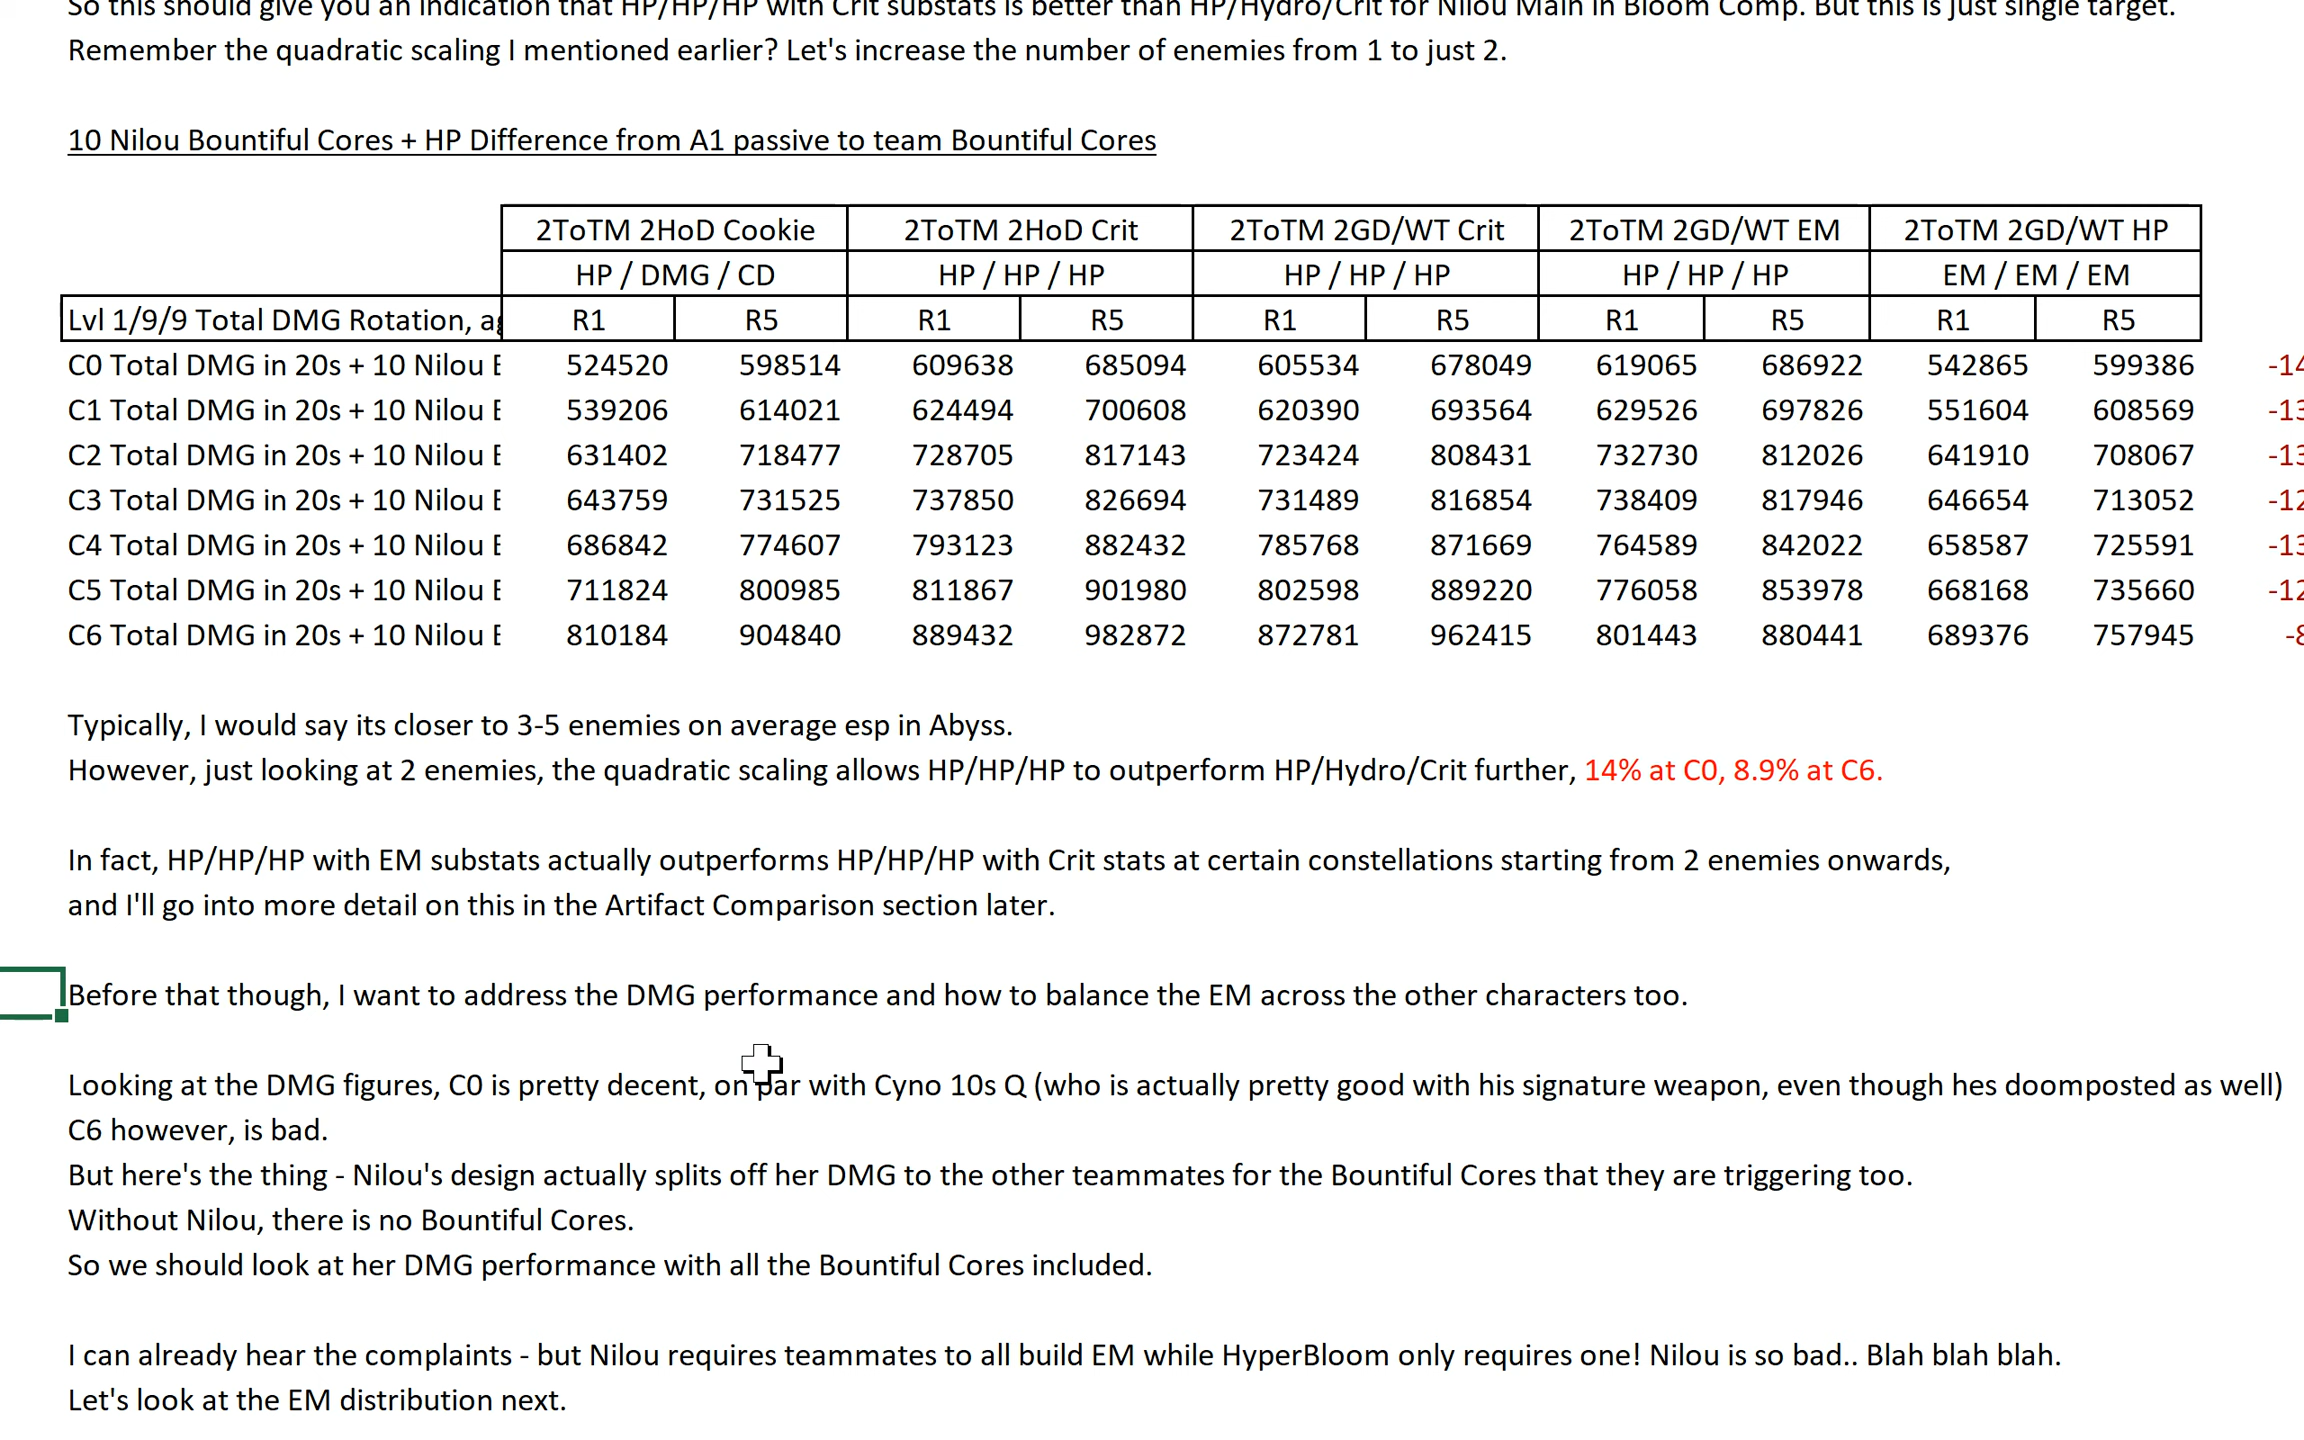 So this should give you an indication that HP/HP/HP with Crit substats is better than HP/Hydro/Crit for Nilou Main in Bloom Comp. But this is just single target.
Remember the quadratic scaling I mentioned earlier? Let's increase the number of enemies from 1 to just 2.
10 Nilou Bountiful Cores + HP Difference from A1 passive to team Bountiful Cores
2ToTM 2HoD Cookie 2ToTM 2HoD Crit 2ToTM 2GD/WT Crit 2ToTM 2GD/WT EM 2ToTM 2GD/WT HP
HP / DMG / CD HP / HP / HP HP / HP / HP HP / HP / HP EM / EM / EM
Lvl 1/9/9 Total DMG Rotation, R1 R5 R1 R5 R1 R5 R1 R5 R1 R5
C0 Total DMG in 20s + 10 Nilou 524520 598514 609638 685094 605534 678049 619065 686922 542865 599386 -14
C1 Total DMG in 20s + 10 Nilou 539206 614021 624494 700608 620390 693564 629526 697826 551604 608569 -13
C2 Total DMG in 20s + 10 Nilou 631402 718477 728705 817143 723424 808431 732730 812026 641910 708067 -13
C3 Total DMG in 20s + 10 Nilou 643759 731525 737850 826694 731489 816854 738409 817946 646654 713052 -12
C4 Total DMG in 20s + 10 Nilou 686842 774607 793123 882432 785768 871669 764589 842022 658587 725591 -13
C5 Total DMG in 20s + 10 Nilou 711824 800985 811867 901980 802598 889220 776058 853978 668168 735660 -12
C6 Total DMG in 20s + 10 Nilou 810184 904840 889432 982872 872781 962415 801443 880441 689376 757945 -8
Typically, I would say its closer to 3-5 enemies on average esp in Abyss.
However, just looking at 2 enemies, the quadratic scaling allows HP/HP/HP to outperform HP/Hydro/Crit further, 14% at C0, 8.9% at C6.
In fact, HP/HP/HP with EM substats actually outperforms HP/HP/HP with Crit stats at certain constellations starting from 2 enemies onwards,
and I'll go into more detail on this in the Artifact Comparison section later.
Before that though, I want to address the DMG performance and how to balance the EM across the other characters too.
Looking at the DMG figures, C0 is pretty decent, on par with Cyno 10s Q (who is actually pretty good with his signature weapon, even though hes doomposted as well)
C6 however, is bad.
But here's the thing - Nilou's design actually splits off her DMG to the other teammates for the Bountiful Cores that they are triggering too.
Without Nilou, there is no Bountiful Cores.
So we should look at her DMG performance with all the Bountiful Cores included.
I can already hear the complaints - but Nilou requires teammates to all build EM while HyperBloom only requires one! Nilou is so bad.. Blah blah blah.
Let's look at the EM distribution next.